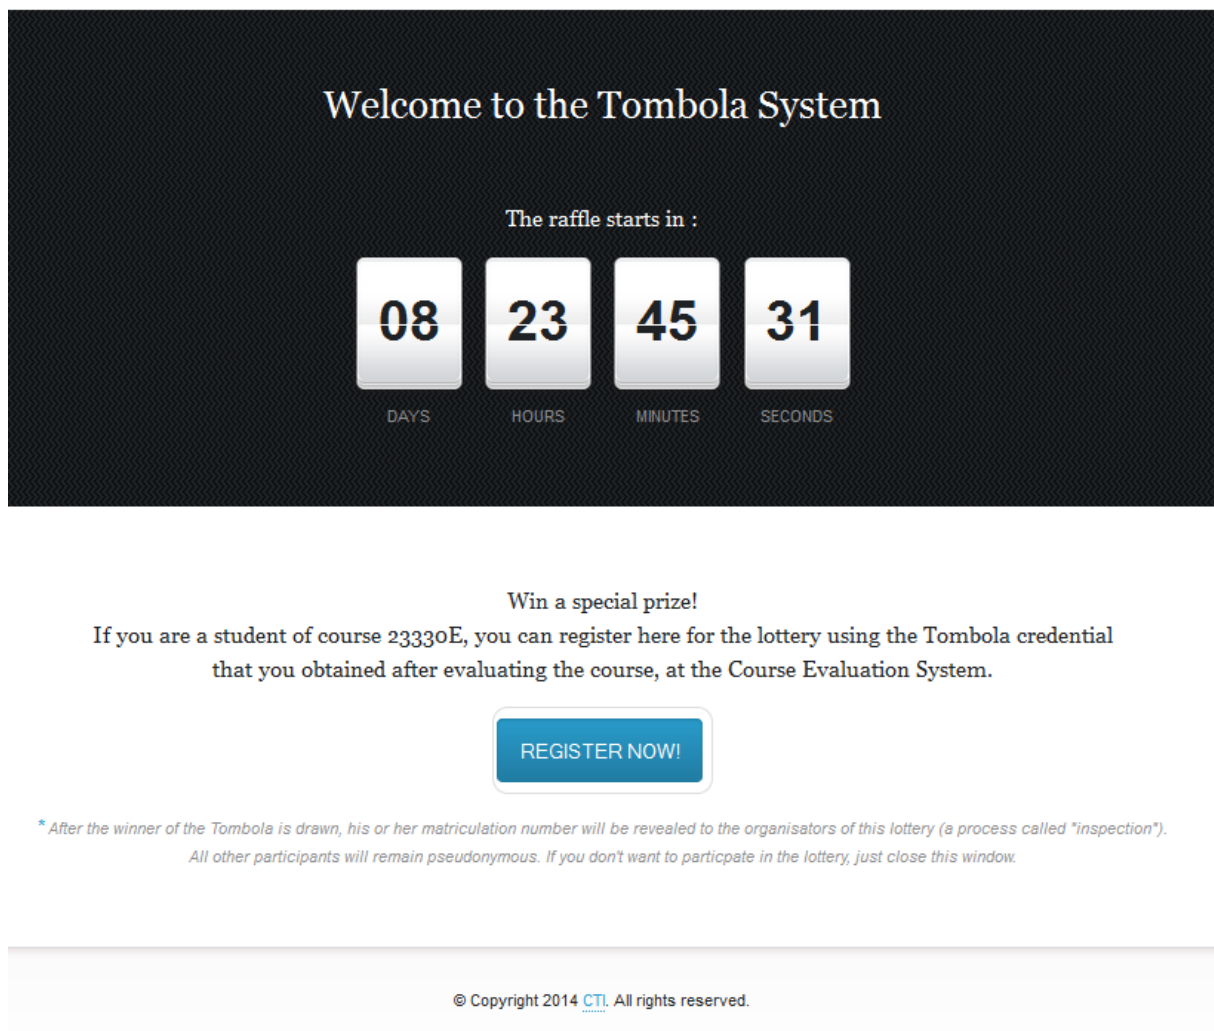 Welcome to the Tombola System
The raffle starts in :
08 23 45 31
DAYS HOURS MINUTES SECONDS
Win a special prize!
If you are a student of course 23330E, you can register here for the lottery using the Tombola credential
that you obtained after evaluating the course, at the Course Evaluation System.
REGISTER NOW!
* After the winner of the Tombola is drawn, his or her matriculation number will be revealed to the organisators of this lottery (a process called "inspection").
All other participants will remain pseudonymous. If you don't want to particpate in the lottery, just close this window.
© Copyright 2014 CTI. All rights reserved.